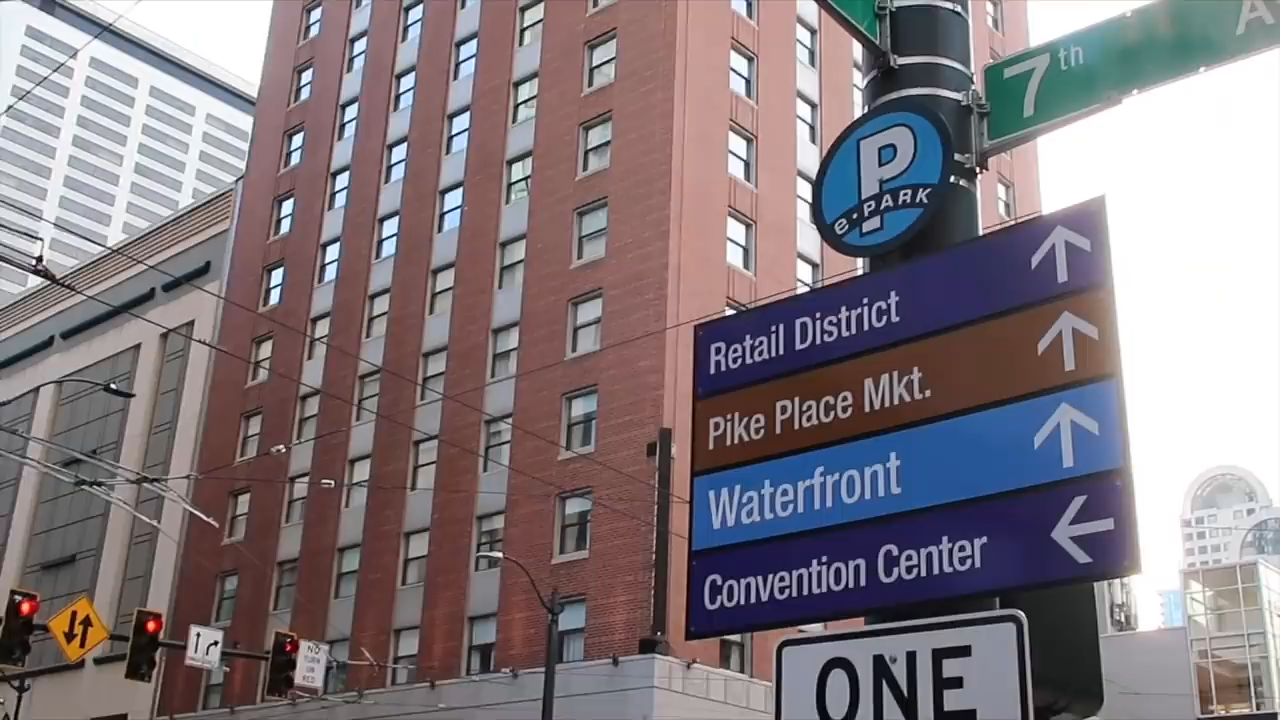 7th A
P
e·PARK
Retail District
Pike Place Mkt.
Waterfront
Convention Center
ONE
NO
TURN
ON
RED